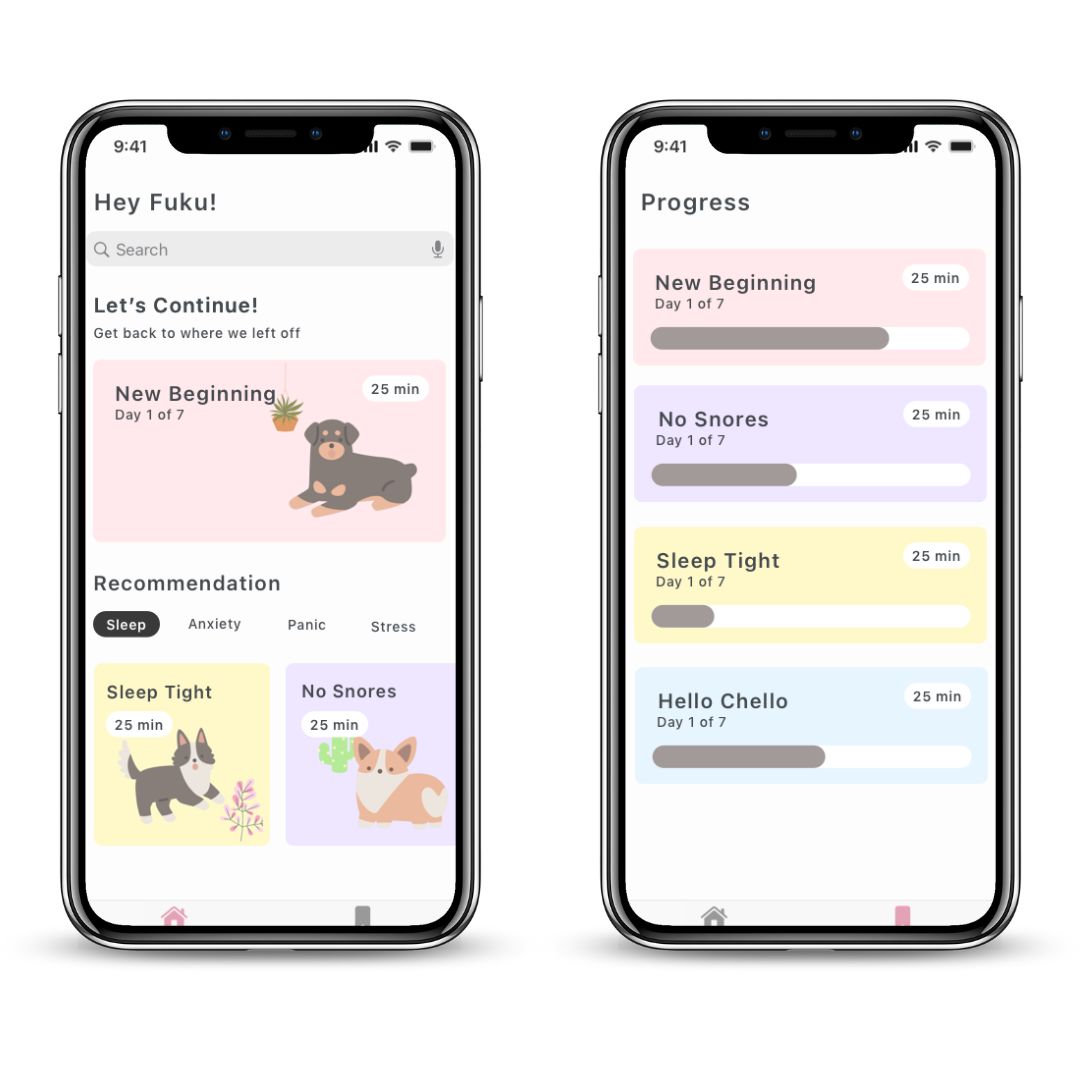 9:41
Hey Fuku!
Search
Let’s Continue!
Get back to where we left off
New Beginning
25 min
Day 1 of 7
Recommendation
Sleep
Anxiety
Panic
Stress
Sleep Tight
25 min
No Snores
25 min
9:41
Progress
New Beginning
25 min
Day 1 of 7
No Snores
25 min
Day 1 of 7
Sleep Tight
25 min
Day 1 of 7
Hello Chello
25 min
Day 1 of 7